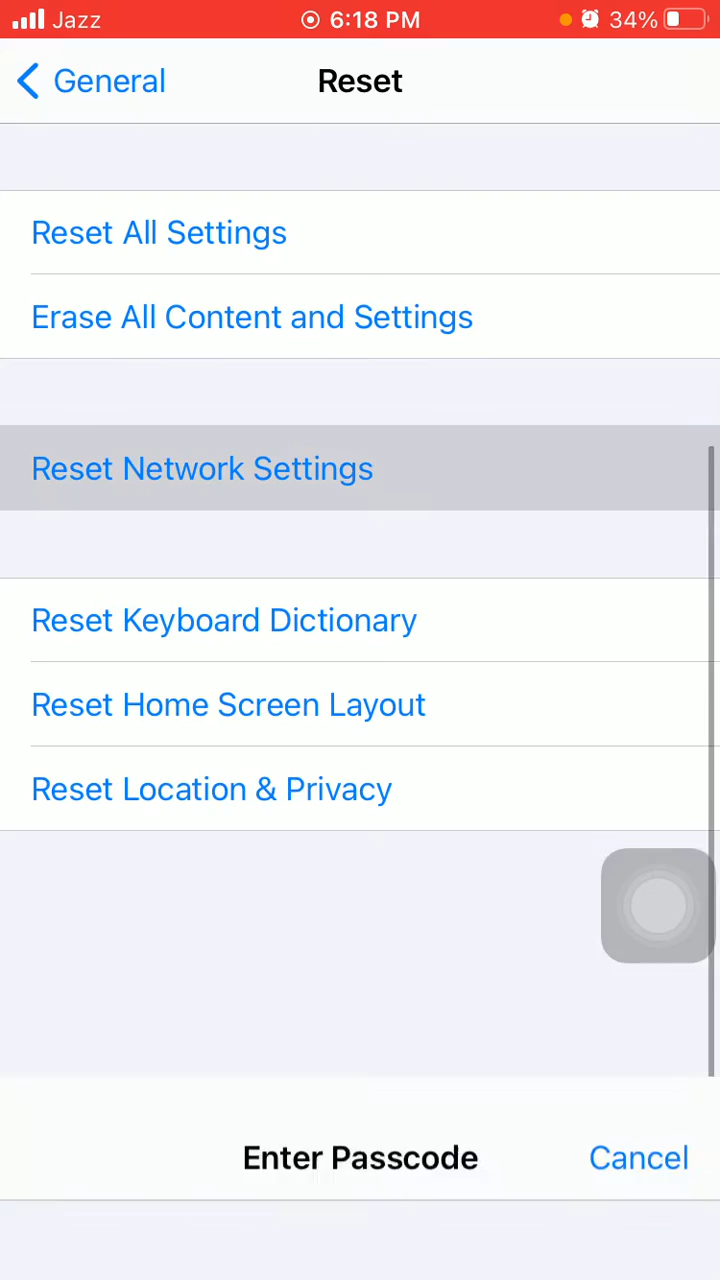 Jazz 6:18 PM 34%
General Reset
Reset All Settings
Erase All Content and Settings
Reset Network Settings
Reset Keyboard Dictionary
Reset Home Screen Layout
Reset Location & Privacy
Enter Passcode Cancel